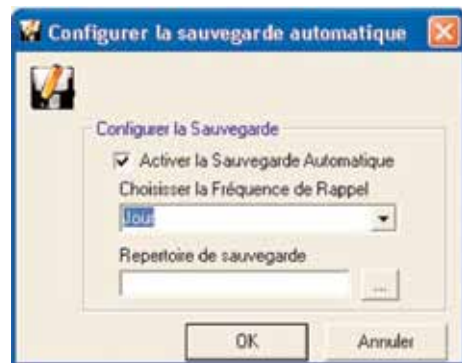 Configurer la sauvegarde automatique
Configurer la Sauvegarde
Activer la Sauvegarde Automatique
Choisisser la Fréquence de Rappel
Jour
Repertoire de sauvegarde
...
OK
Annuler